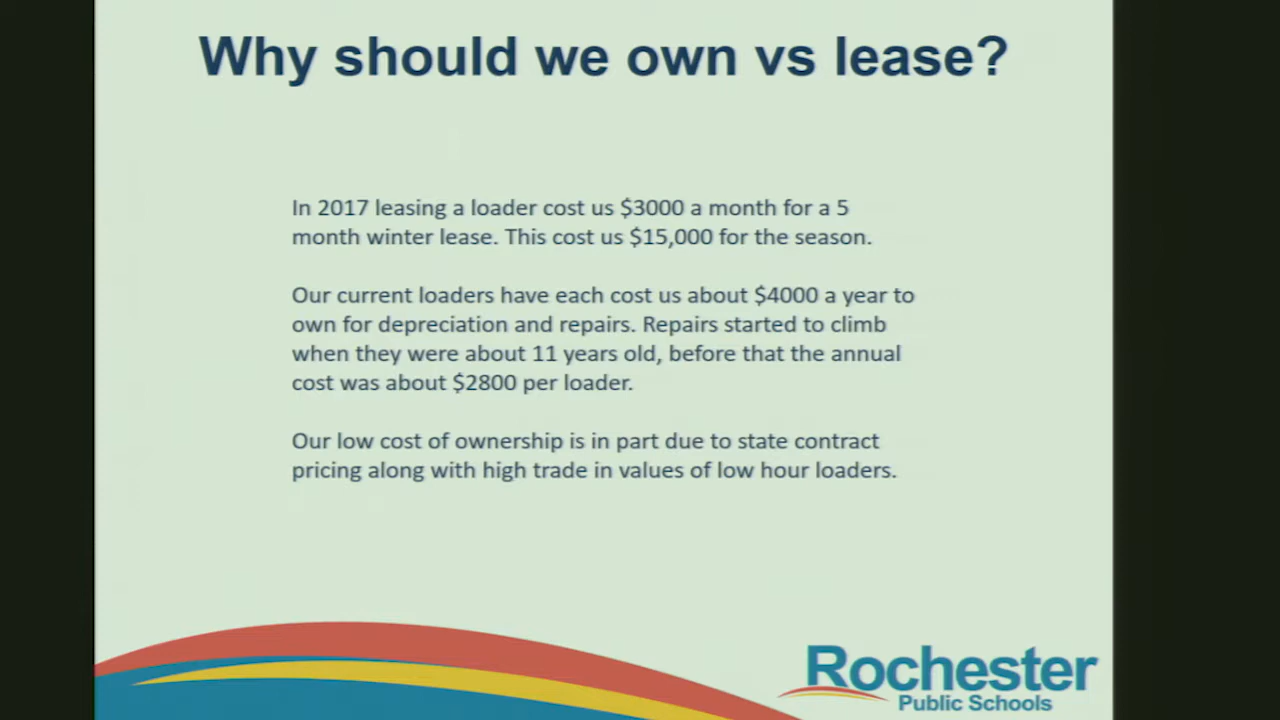 Why should we own vs lease?
In 2017 leasing a loader cost us $3000 a month for a 5
month winter lease. This cost us $15,000 for the season.
Our current loaders have each cost us about $4000 a year to
own for depreciation and repairs. Repairs started to climb
when they were about 11 years old, before that the annual
cost was about $2800 per loader.
Our low cost of ownership is in part due to state contract
pricing along with high trade in values of low hour loaders.
Rochester
Public Schools